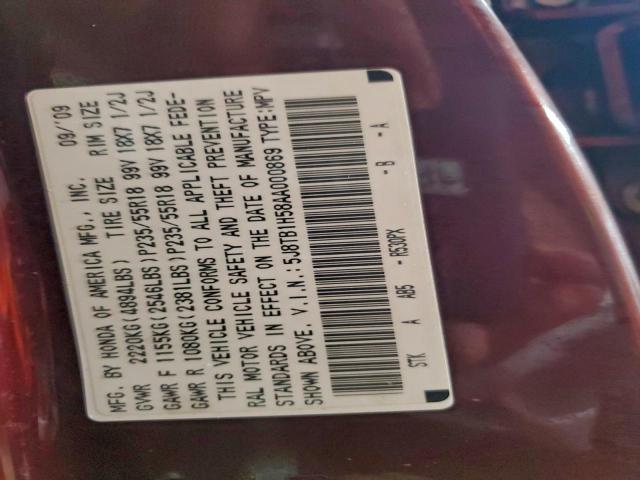 MFG. BY HONDA OF AMERICA MFG., INC. 09/'09
GVWR 2220KG(4894LBS) TIRE SIZE RIM SIZE
GAWR F 1155KG(2546LBS)P235/55R18 99V 18X7 1/2J
GAWR R 1080KG(2381LBS)P235/55R18 99V 18X7 1/2J
THIS VEHICLE CONFORMS TO ALL APPLICABLE FEDE-
RAL MOTOR VEHICLE SAFETY AND THEFT PREVENTION
STANDARDS IN EFFECT ON THE DATE OF MANUFACTURE
SHOWN ABOVE. V.I.N.:5J8TB1H58AA000869 TYPE:MPV
STK A AB5 - R530PX - B - A